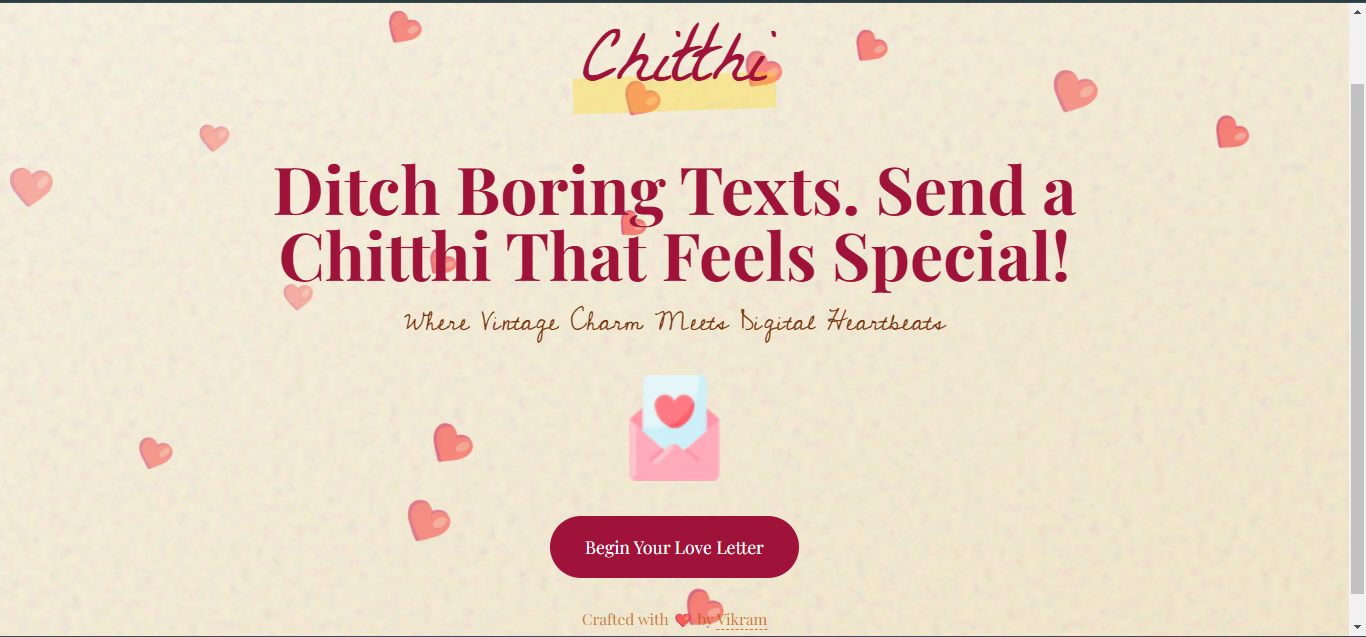 Chitthi
Ditch Boring Texts. Send a
Chitthi That Feels Special!
Where Vintage Charm Meets Digital Heartbeats
Begin Your Love Letter
Crafted with ❤️ by Vikram